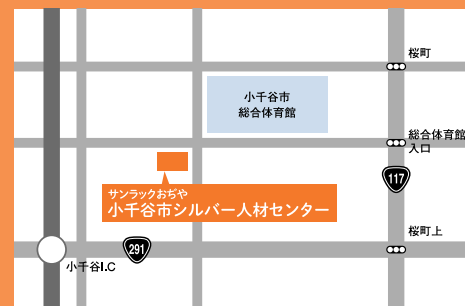 桜町
小千谷市
総合体育館
総合体育館
入口
117
サンラックおぢや
小千谷市シルバー人材センター
291
桜町上
小千谷I.C